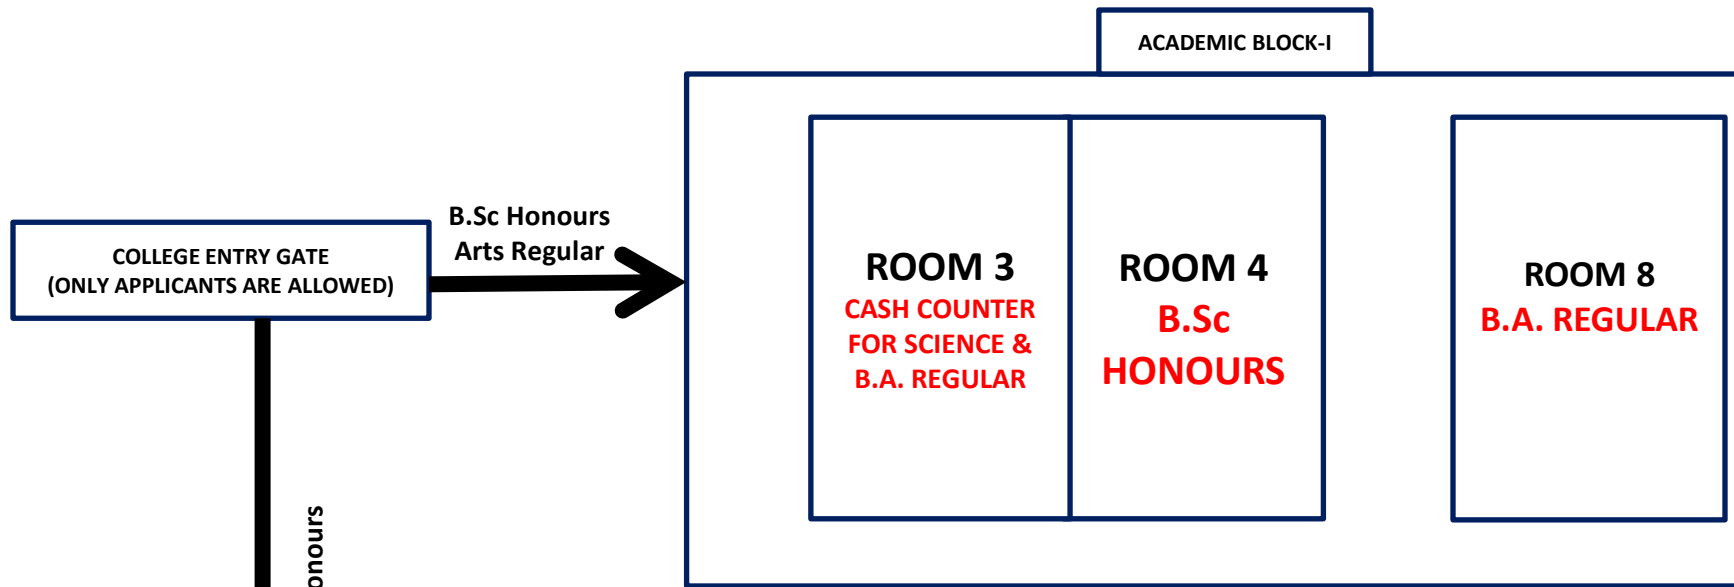 ACADEMIC BLOCK-I
B.Sc Honours
Arts Regular
COLLEGE ENTRY GATE
(ONLY APPLICANTS ARE ALLOWED)
ROOM 3
CASH COUNTER
FOR SCIENCE &
B.A. REGULAR
ROOM 4
B.Sc
HONOURS
ROOM 8
B.A. REGULAR